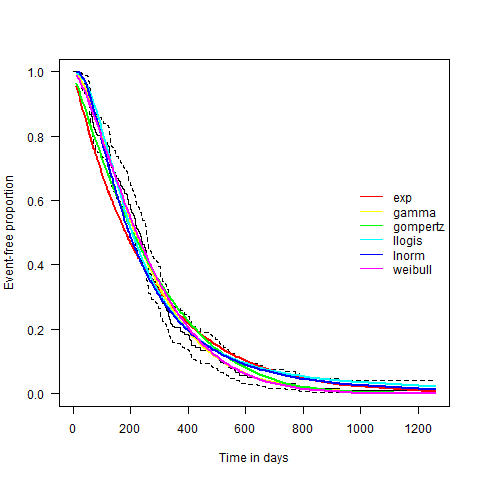 Event-free proportion
1.0
0.8
0.6
0.4
0.2
0.0
exp
gamma
gompertz
llogis
lnorm
weibull
0 200 400 600 800 1000 1200
Time in days